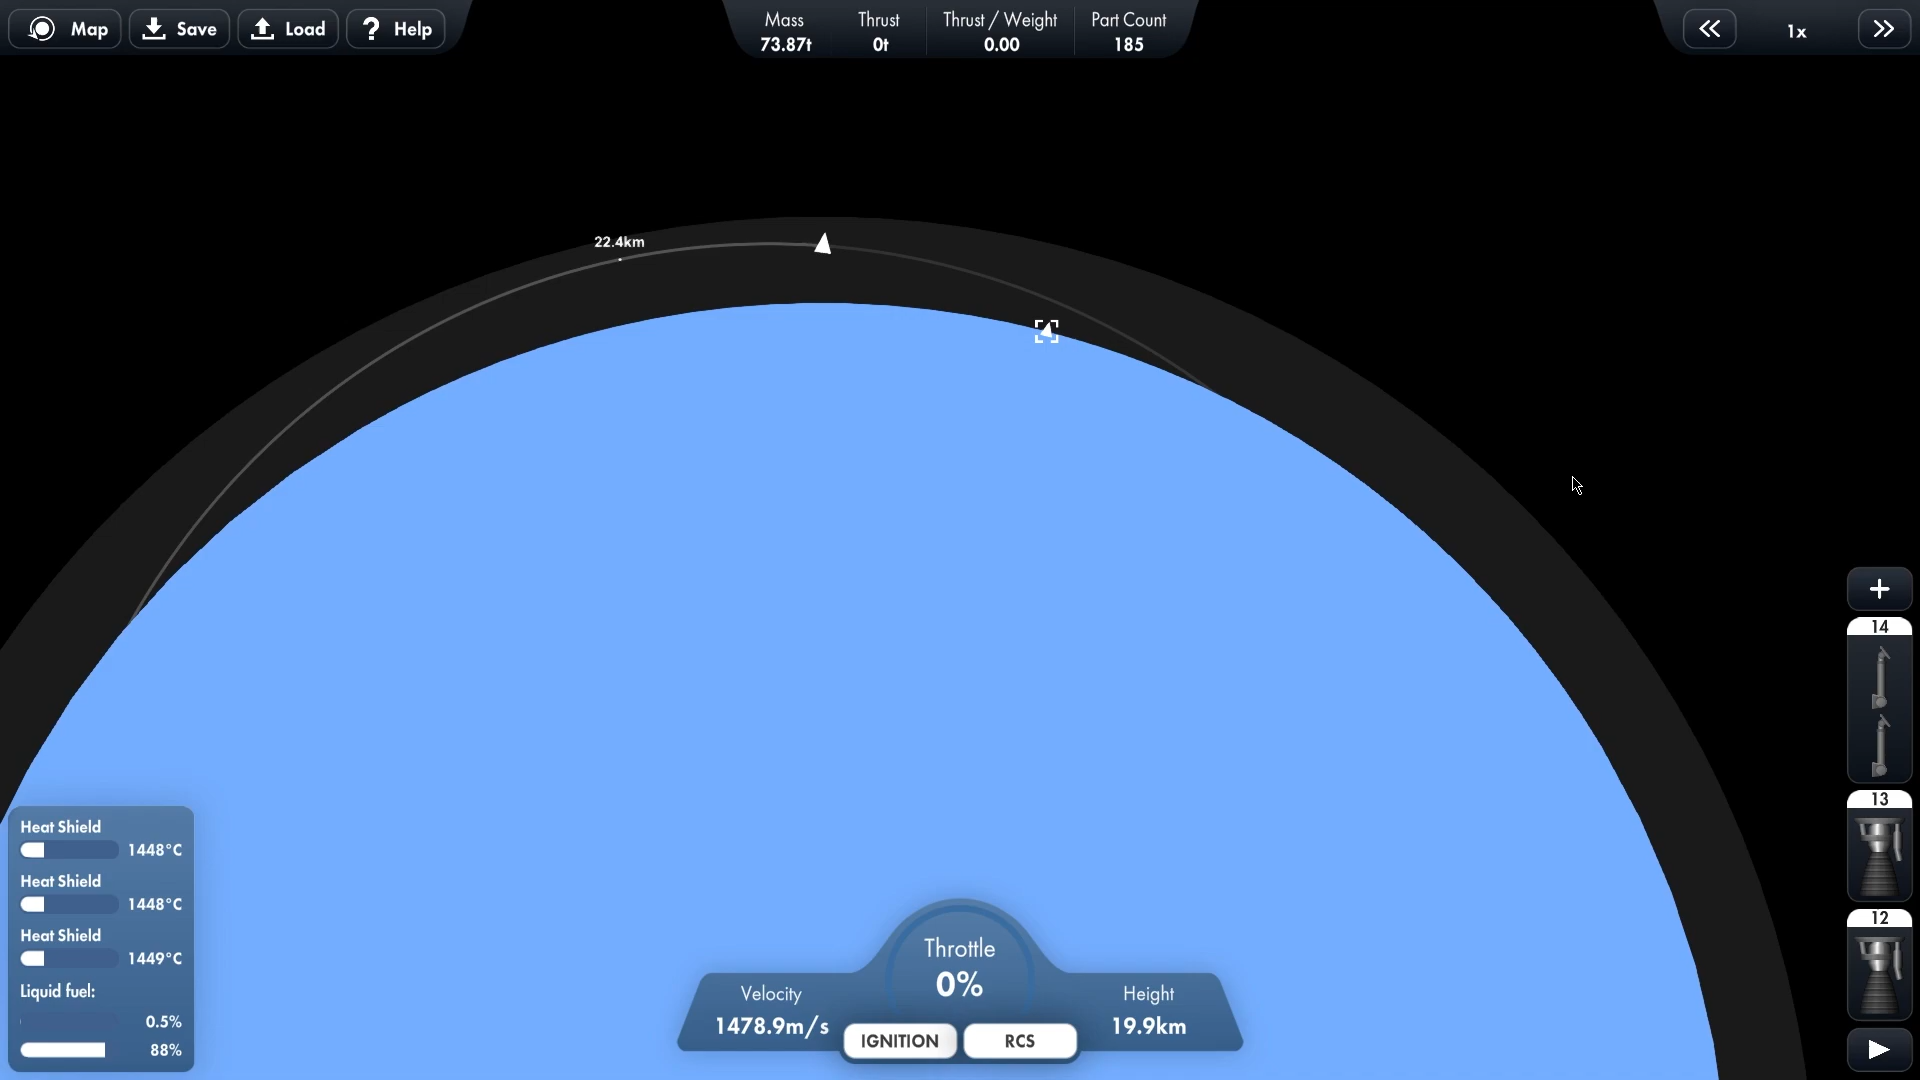 Map
Save
Load
? Help
Mass
73.87t
Thrust
0t
Thrust / Weight
0.00
Part Count
185
1x
22.4km
14
13
12
Heat Shield
1448°C
Heat Shield
1448°C
Heat Shield
1449°C
Liquid fuel:
0.5%
88%
Throttle
0%
Velocity
1478.9m/s
Height
19.9km
IGNITION
RCS